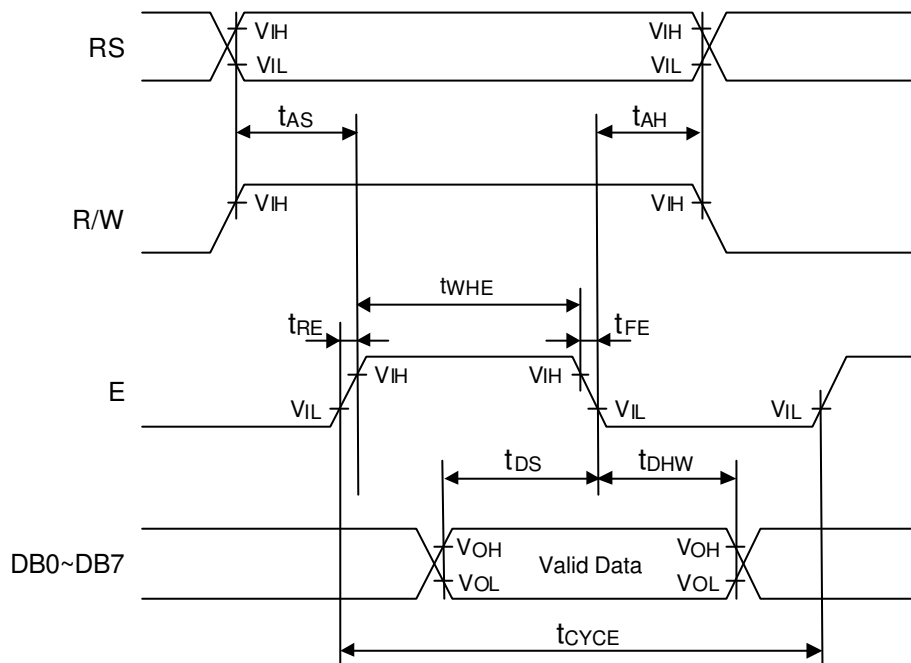 RS
VIH
VIH
VIL
VIL
tAS
tAH
R/W
VIH
VIH
tWHE
tRE
tFE
E
VIH
VIH
VIL
VIL
VIL
tDS
tDHW
DB0~DB7
VOH
VOL
Valid Data
VOH
VOL
tCYCE